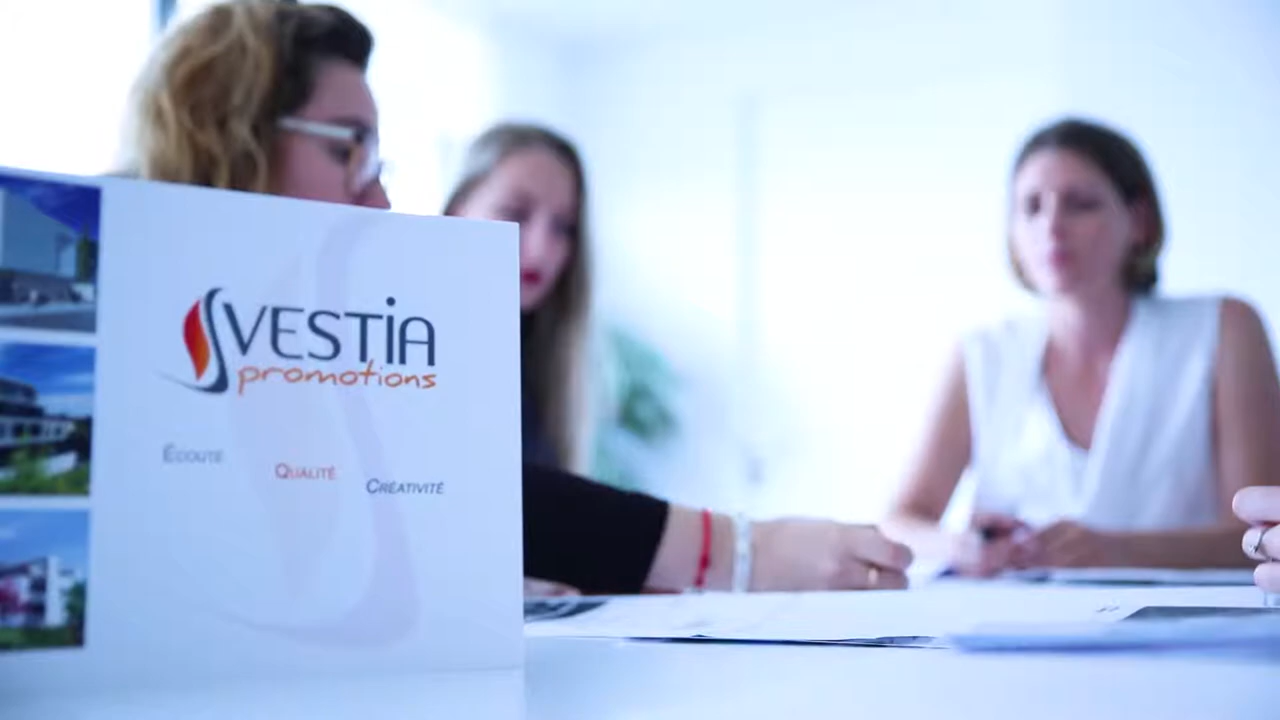 VESTIA
promotions
ÉCOUTE
QUALITÉ
CRÉATIVITÉ